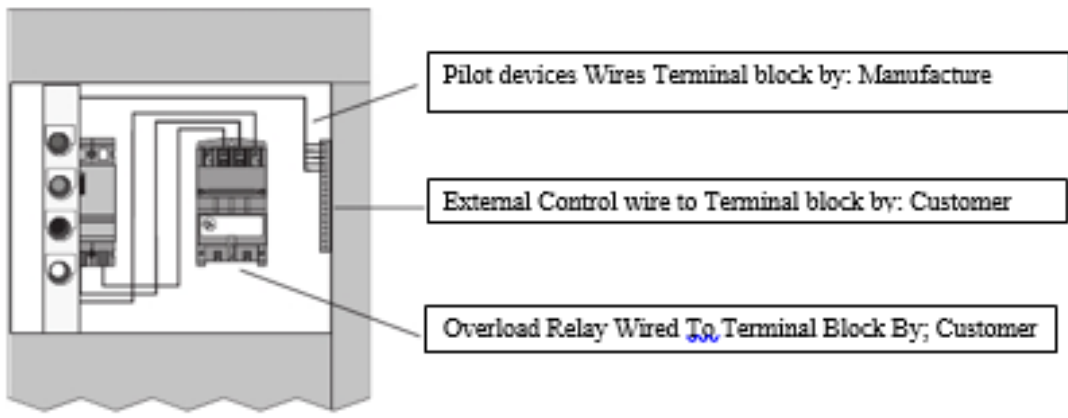 Pilot devices Wires Terminal block by: Manufacture
External Control wire to Terminal block by: Customer
Overload Relay Wired To Terminal Block By; Customer